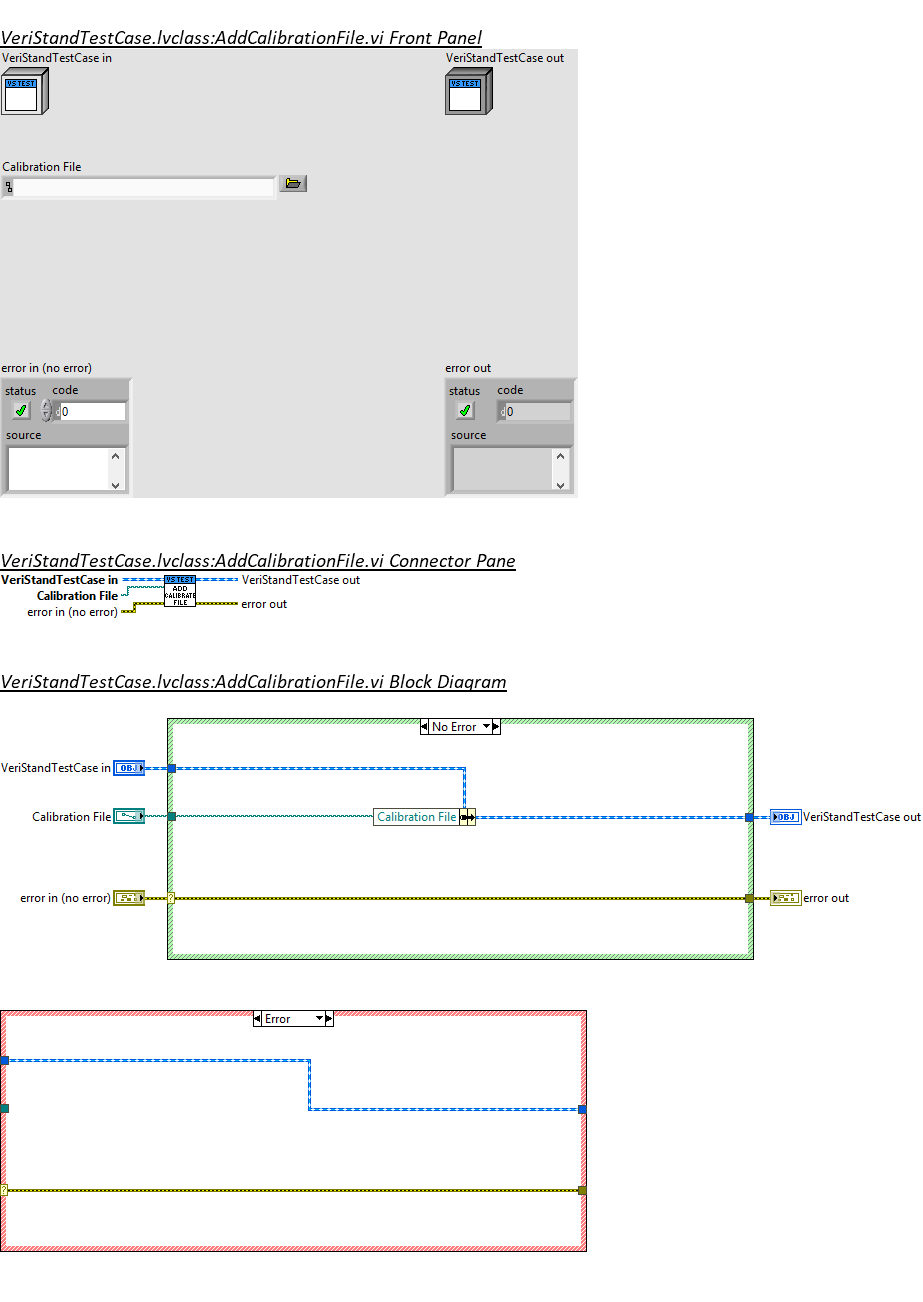 VeriStandTestCase.lvclass:AddCalibrationFile.vi Front Panel
VeriStandTestCase in
VeriStandTestCase out
VS TEST
VS TEST
Calibration File
error in (no error)
error out
status code
d 0
source
status code
d 0
source
VeriStandTestCase.lvclass:AddCalibrationFile.vi Connector Pane
VeriStandTestCase in
Calibration File
error in (no error)
VS TEST
ADD
CALIBRATE
FILE
VeriStandTestCase out
error out
VeriStandTestCase.lvclass:AddCalibrationFile.vi Block Diagram
No Error
VeriStandTestCase in
OBJ
Calibration File
Calibration File
OBJ
VeriStandTestCase out
error in (no error)
?
error out
Error
?